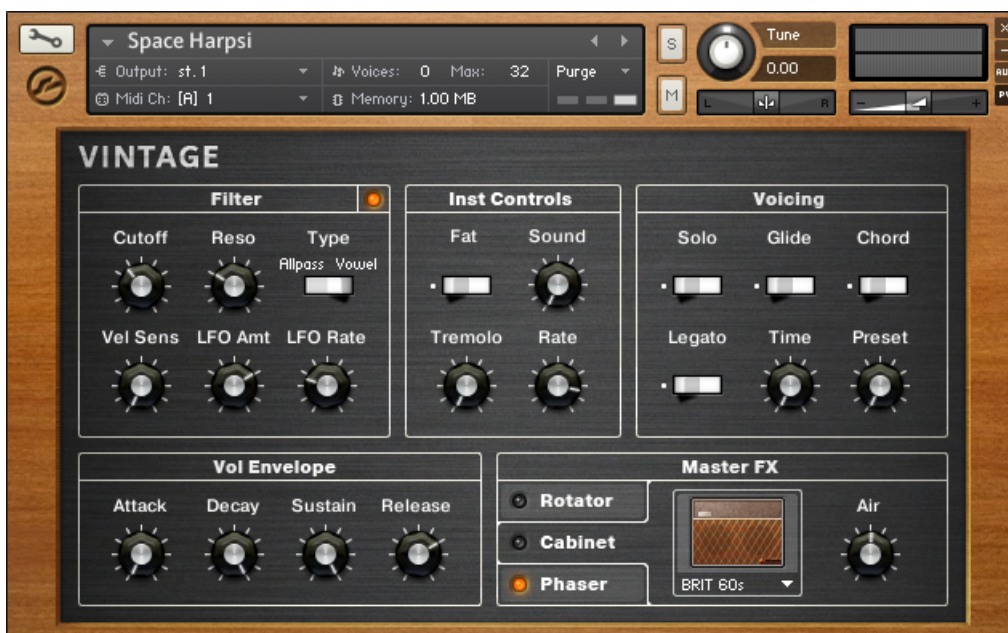 Space Harpsi
S
Tune
Output: st.1
Voices: 0 Max: 32
Purge
0.00
Midi Ch: [A] 1
Memory: 1.00 MB
M
L
R
-
+
VINTAGE
Filter
Inst Controls
Voicing
Cutoff Reso Type
Fat Sound
Solo Glide Chord
Allpass Vowel
Vel Sens LFO Amt LFO Rate
Tremolo Rate
Legato Time Preset
Vol Envelope
Master FX
Attack Decay Sustain Release
Rotator
Air
Cabinet
Phaser
BRIT 60s